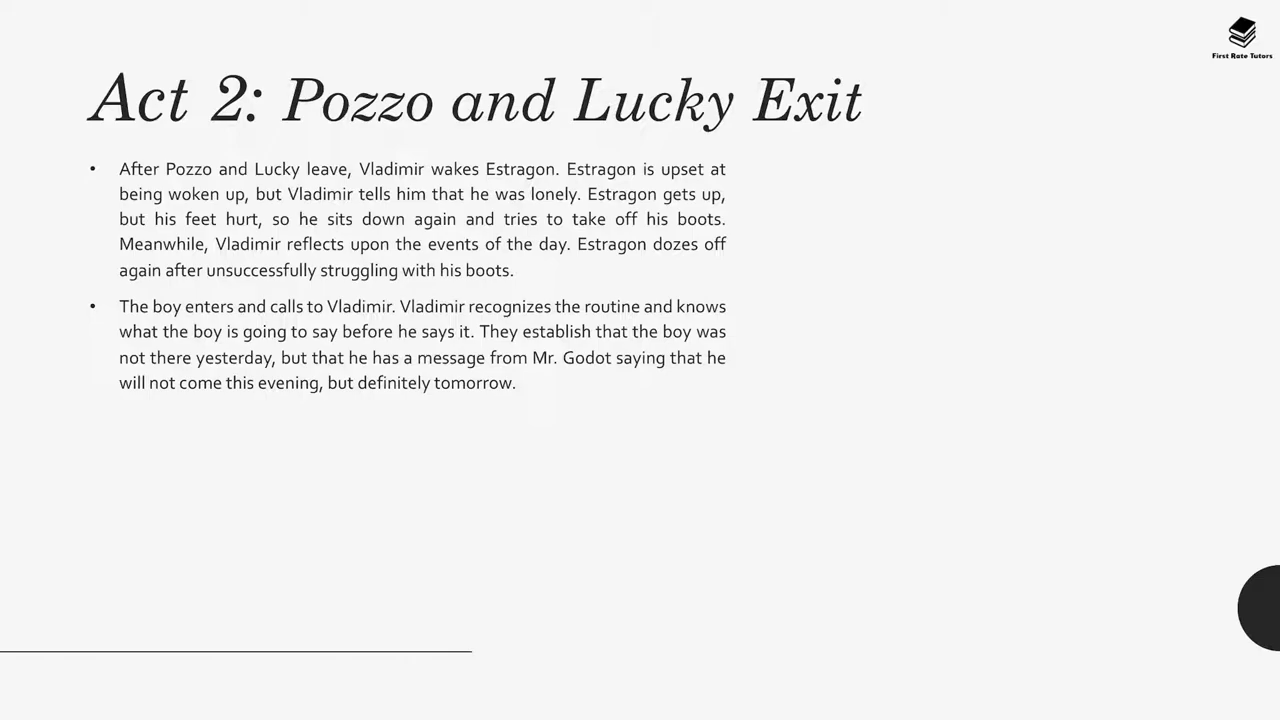 First Rate Tutors
Act 2: Pozzo and Lucky Exit
• After Pozzo and Lucky leave, Vladimir wakes Estragon. Estragon is upset at
being woken up, but Vladimir tells him that he was lonely. Estragon gets up,
but his feet hurt, so he sits down again and tries to take off his boots.
Meanwhile, Vladimir reflects upon the events of the day. Estragon dozes off
again after unsuccessfully struggling with his boots.
• The boy enters and calls to Vladimir. Vladimir recognizes the routine and knows
what the boy is going to say before he says it. They establish that the boy was
not there yesterday, but that he has a message from Mr. Godot saying that he
will not come this evening, but definitely tomorrow.